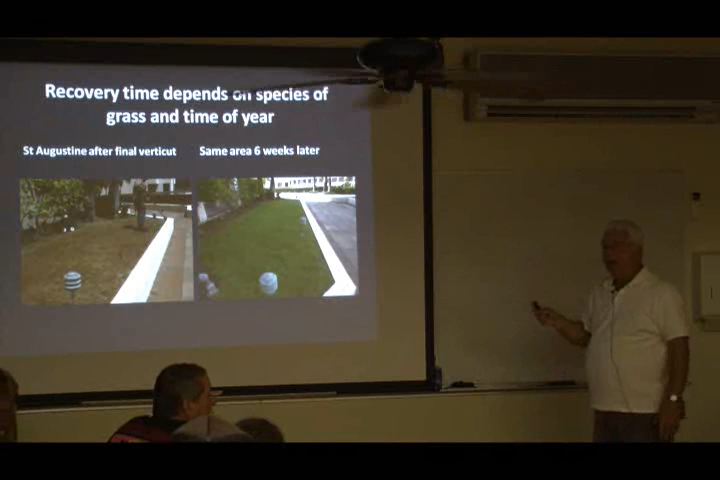 Recovery time depends on species of
grass and time of year
St Augustine after final verticut
Same area 6 weeks later